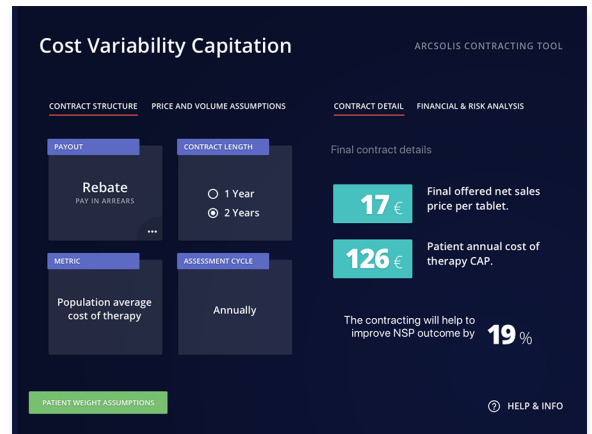 Cost Variability Capitation
ARCSOLIS CONTRACTING TOOL
CONTRACT STRUCTURE
PRICE AND VOLUME ASSUMPTIONS
PAYOUT
Rebate
PAY IN ARREARS
CONTRACT LENGTH
1 Year
2 Years
METRIC
Population average
cost of therapy
ASSESSMENT CYCLE
Annually
PATIENT WEIGHT ASSUMPTIONS
CONTRACT DETAIL
FINANCIAL & RISK ANALYSIS
Final contract details
17 €
Final offered net sales
price per tablet.
126 €
Patient annual cost of
therapy CAP.
The contracting will help to
improve NSP outcome by
19 %
? HELP & INFO